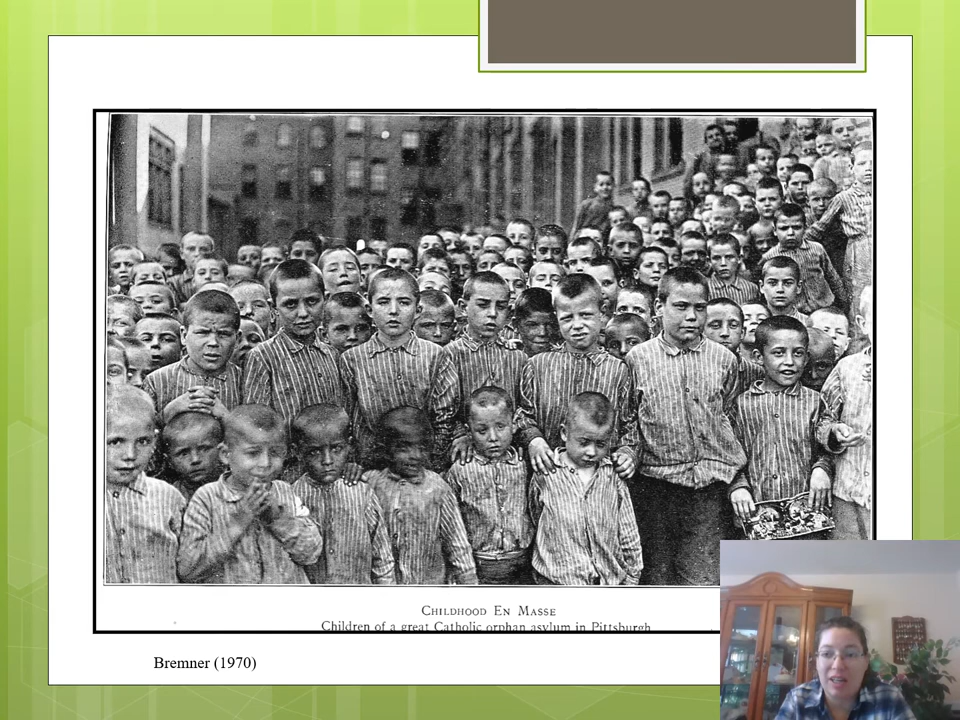 CHILDHOOD EN MASSE
Children of a great Catholic orphan asylum in Pittsburgh
Bremner (1970)